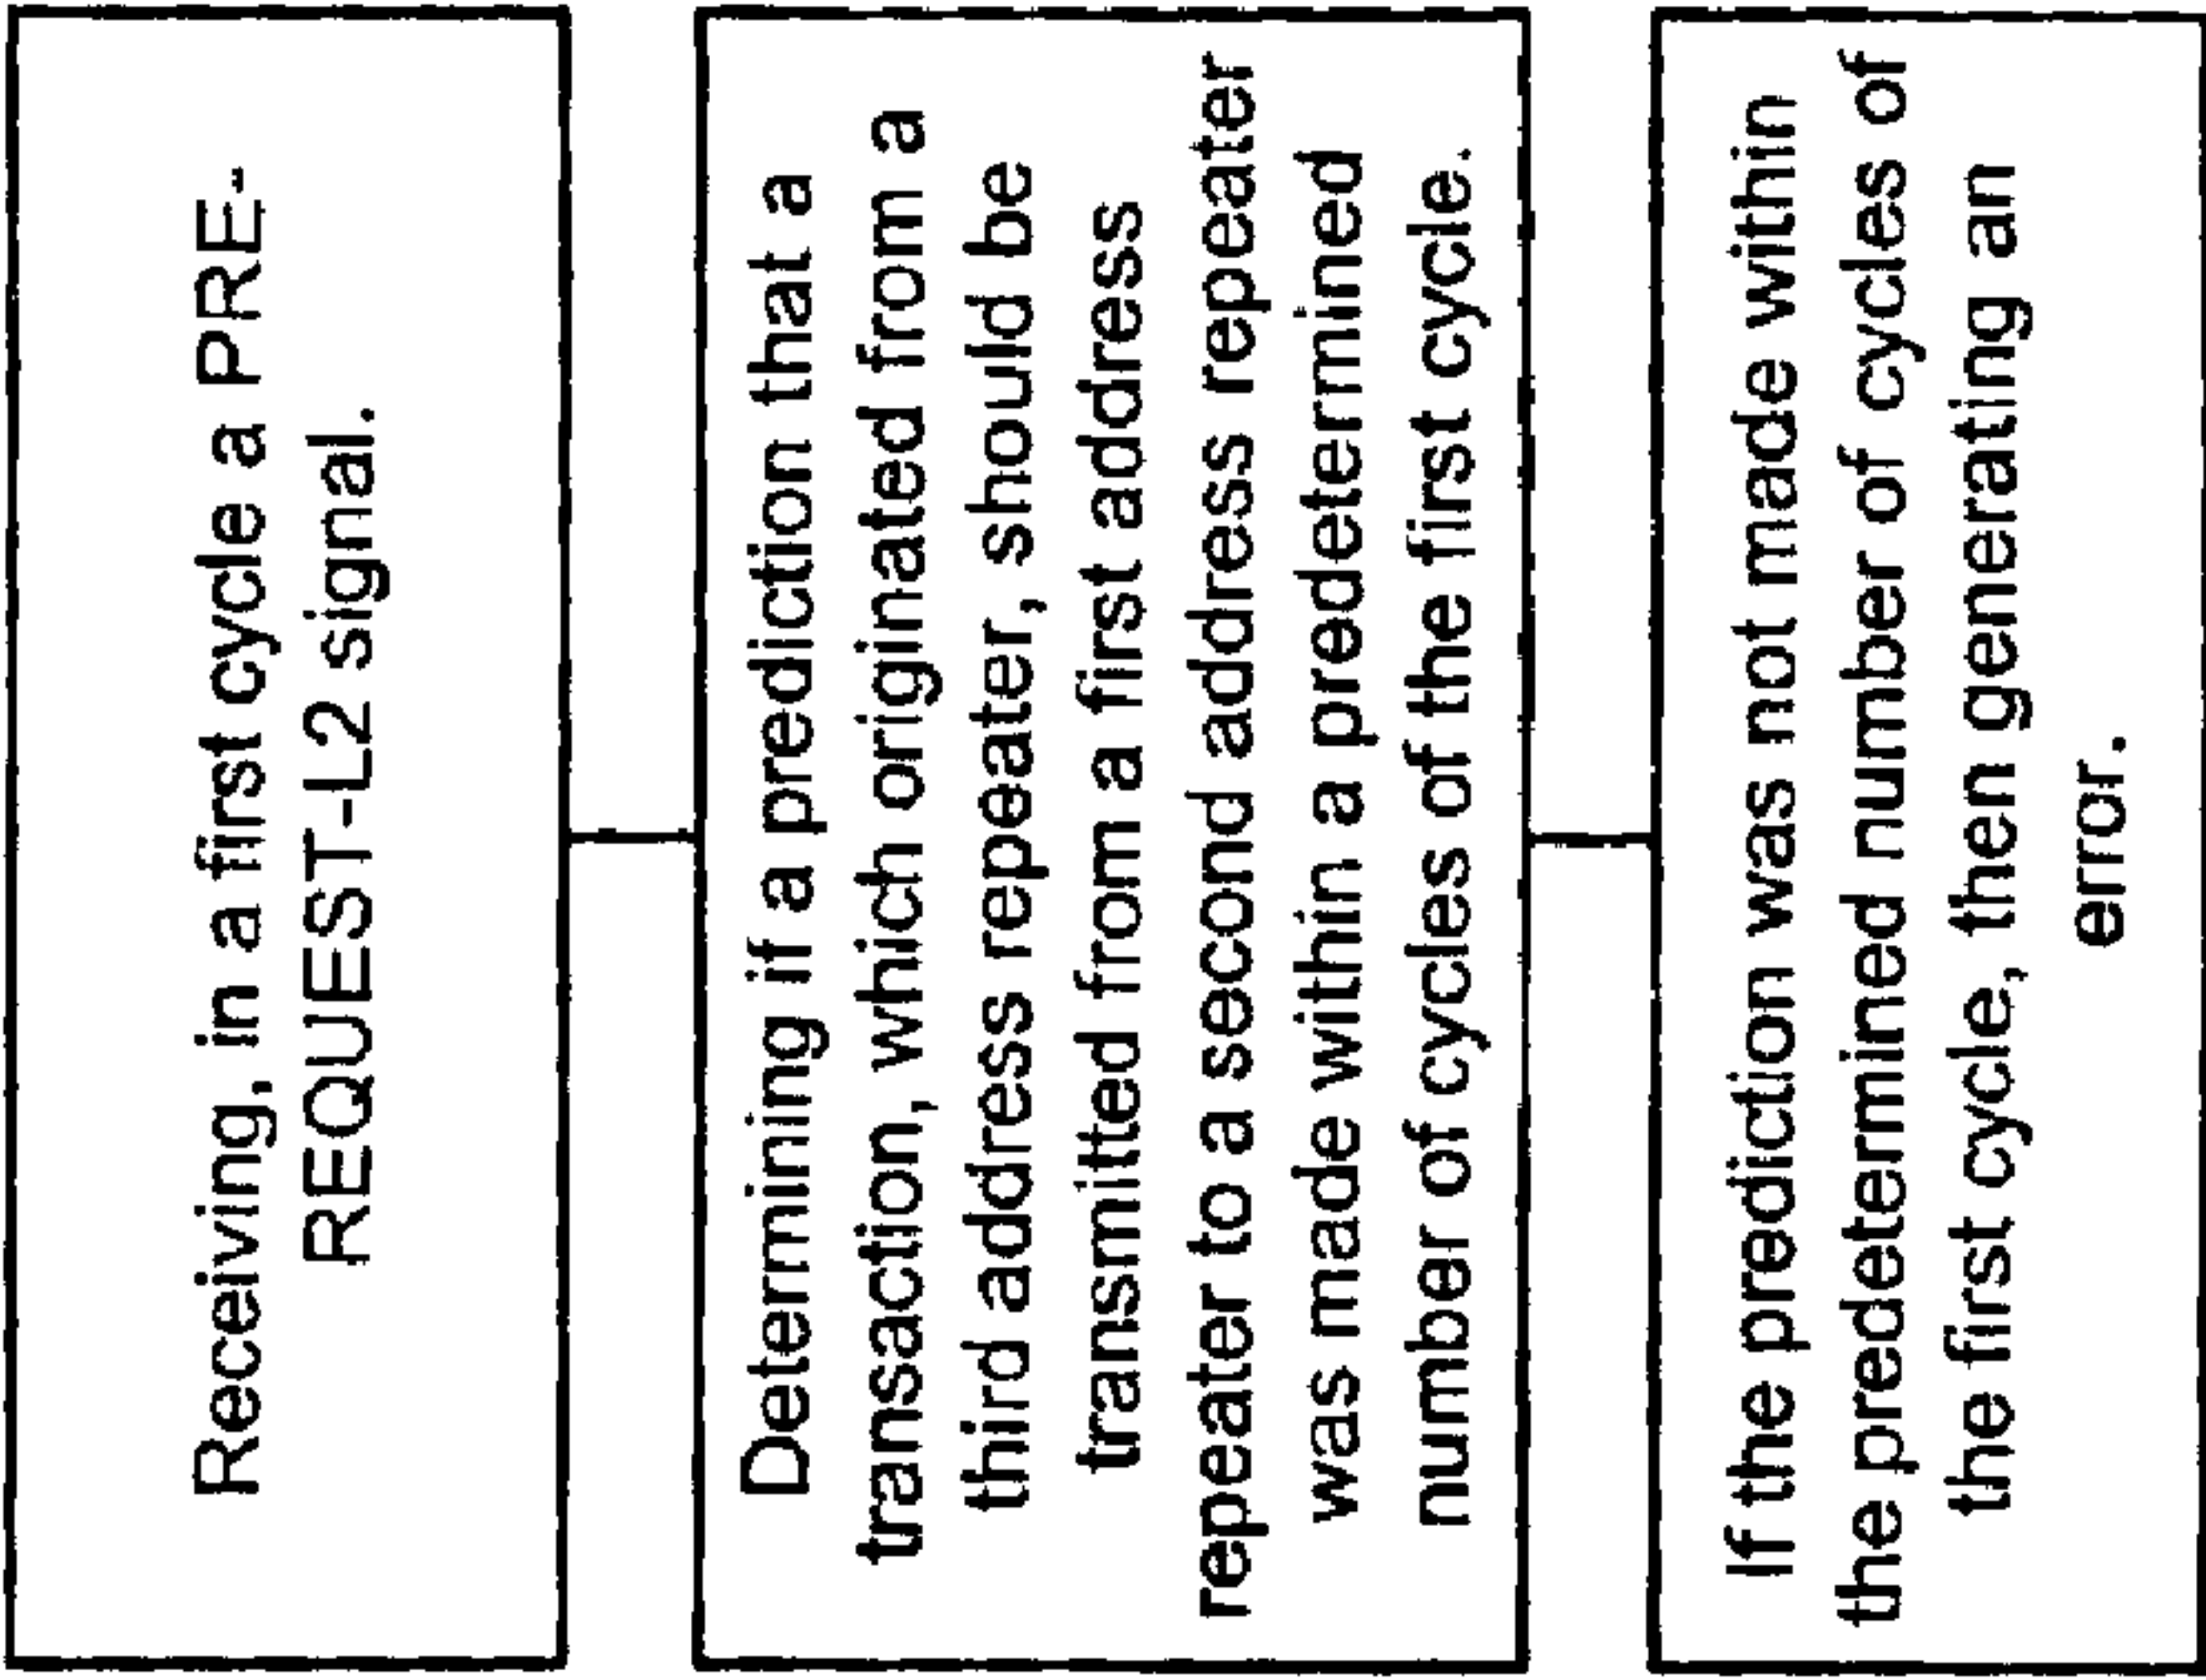 Receiving, in a first cycle a PRE-
REQUEST-L2 signal.
Determining if a prediction that a
transaction, which originated from a
third address repeater, should be
transmitted from a first address
repeater to a second address repeater
was made within a predetermined
number of cycles of the first cycle.
If the prediction was not made within
the predetermined number of cycles of
the first cycle, then generating an
error.